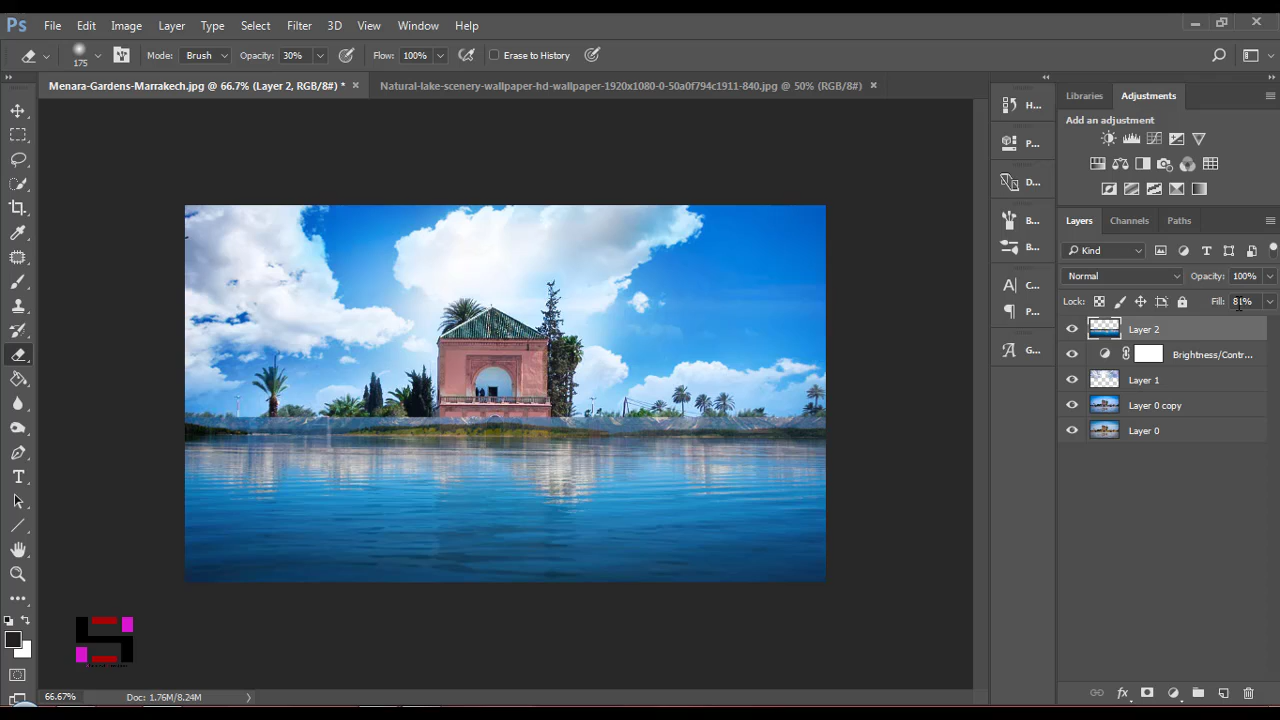 Ps File Edit Image Layer Type Select Filter 3D View Window Help
175 Mode: Brush Opacity: 30% Flow: 100% Erase to History
Menara-Gardens-Marrakech.jpg @ 66.7% (Layer 2, RGB/8#) * × Natural-lake-scenery-wallpaper-hd-wallpaper-1920x1080-0-50a0f794c1911-840.jpg @ 50% (RGB/8#) ×
H...
P...
D...
B...
B...
C...
P...
G...
Libraries Adjustments
Add an adjustment
Layers Channels Paths
Kind
Normal Opacity: 100%
Lock: Fill: 81%
Layer 2
Brightness/Contr...
Layer 1
Layer 0 copy
Layer 0
66.67% Doc: 1.76M/8.24M